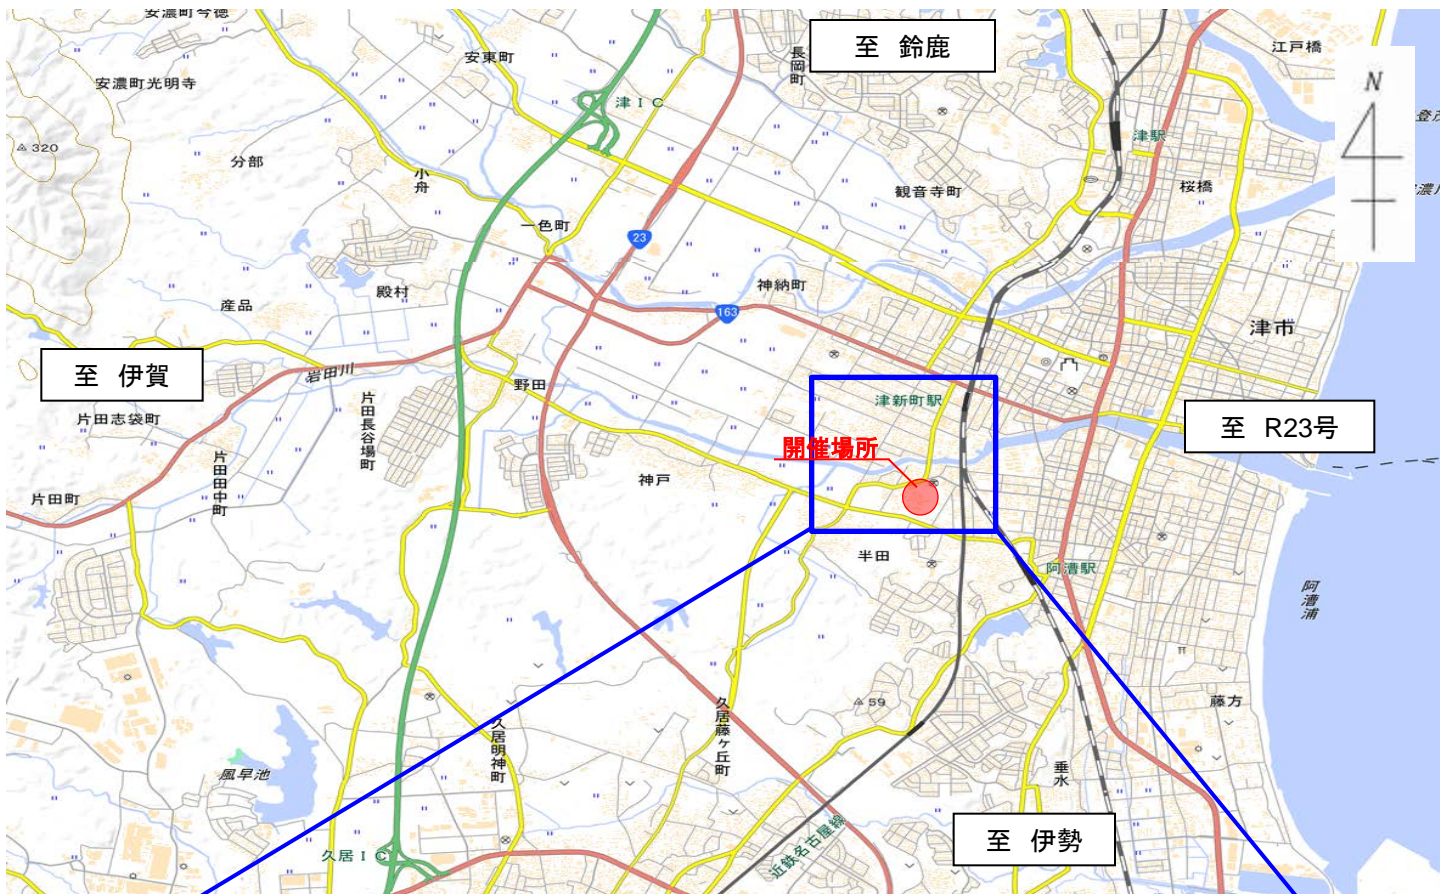 安濃町今徳
至 鈴鹿
江戸橋
安東町
長岡町
安濃町光明寺
N
津IC
登茂
320
津駅
分部
小舟
観音寺町
桜橋
濃川
一色町
23
殿村
神納町
産品
163
津市
至 伊賀
岩田川
野田
片田長谷場町
津新町駅
片田志袋町
至 R23号
開催場所
片田田中町
神戸
片田町
半田
阿漕駅
阿漕浦
久居藤ヶ丘町
59
藤方
久居明神町
風早池
垂水
至 伊勢
久居IC
近鉄名古屋線